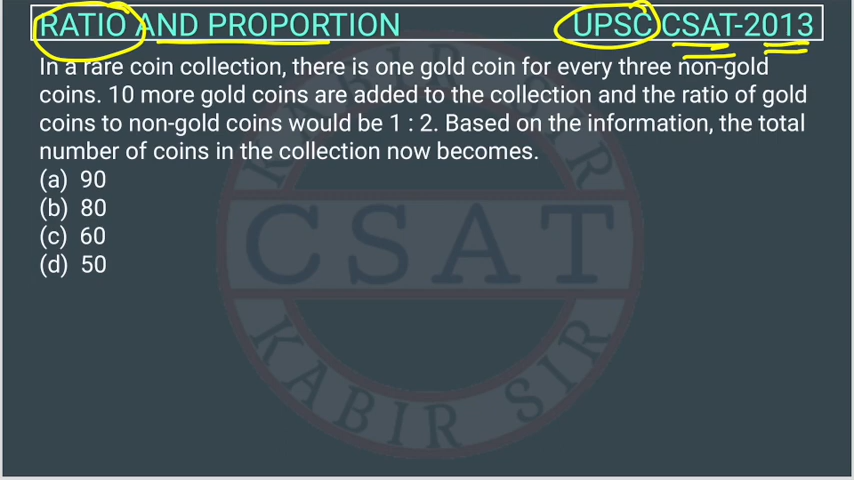 RATIO AND PROPORTION UPSC CSAT-2013
In a rare coin collection, there is one gold coin for every three non-gold
coins. 10 more gold coins are added to the collection and the ratio of gold
coins to non-gold coins would be 1 : 2. Based on the information, the total
number of coins in the collection now becomes.
(a) 90
(b) 80
(c) 60
(d) 50
KABIR SIR
CSAT
KABIR SIR